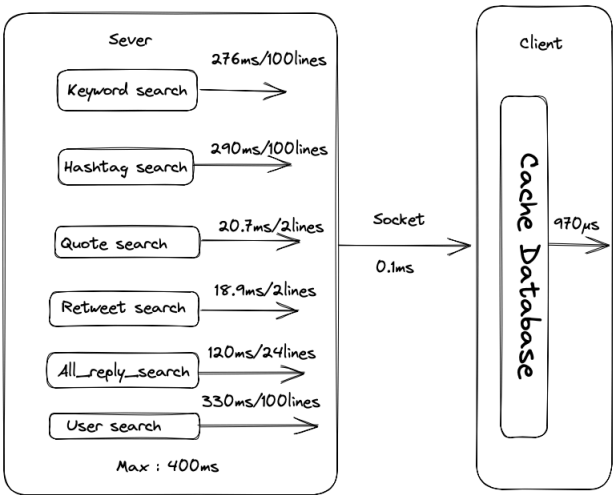 Sever
276ms/100lines
Keyword search
290ms/100lines
Hashtag search
20.7ms/2lines
Quote search
18.9ms/2lines
Retweet search
120ms/24lines
All_reply_search
330ms/100lines
User search
Max : 400ms
Socket
0.1ms
Client
Cache Database
970μs